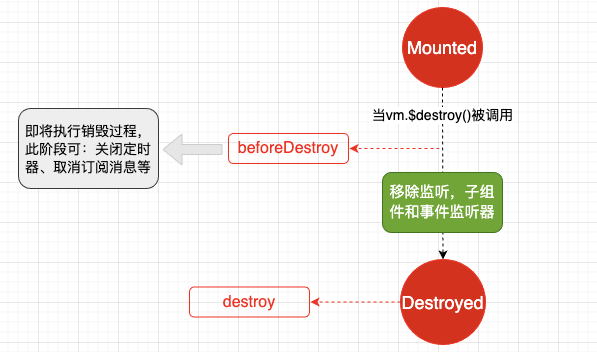 Mounted
当vm.$destroy()被调用
即将执行销毁过程，
此阶段可：关闭定时
器、取消订阅消息等
beforeDestroy
移除监听，子组
件和事件监听器
destroy
Destroyed